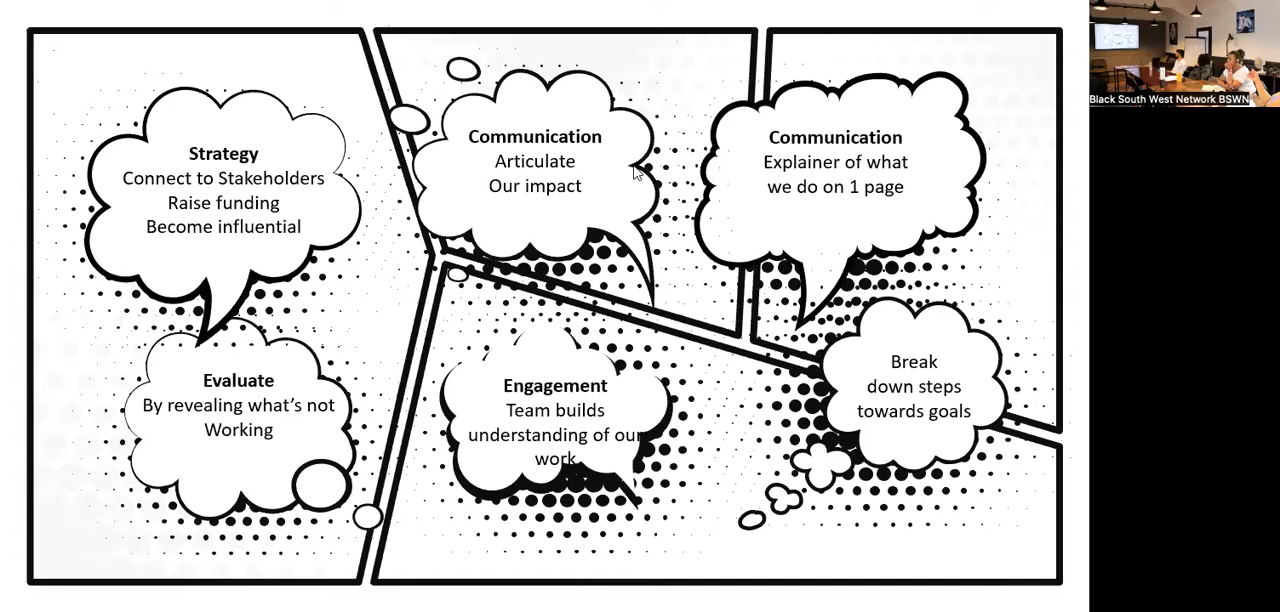 Strategy
Connect to Stakeholders
Raise funding
Become influential
Communication
Articulate
Our impact
Communication
Explainer of what
we do on 1 page
Evaluate
By revealing what's not
Working
Engagement
Team builds
understanding of our
work
Break
down steps
towards goals
Black South West Network BSWN